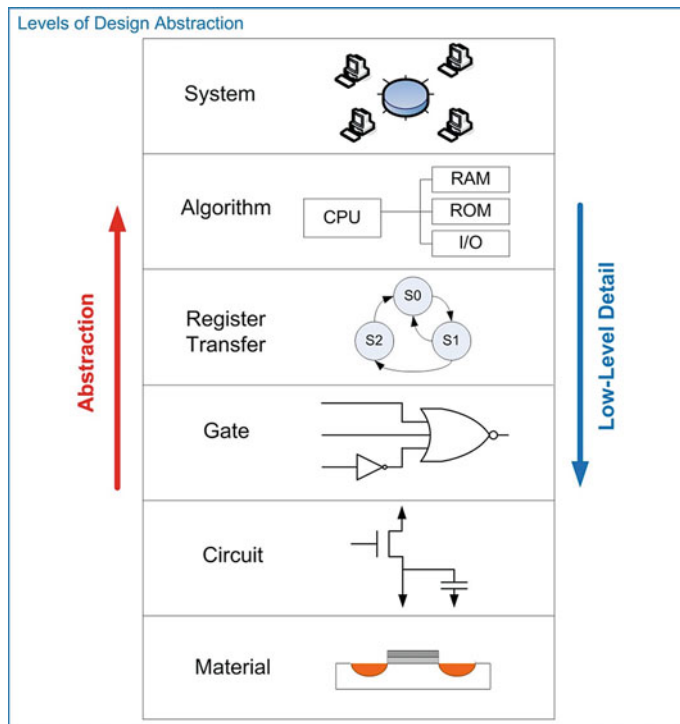 Levels of Design Abstraction
System
Algorithm
CPU
RAM
ROM
I/O
Register
Transfer
S0
S2
S1
Gate
Circuit
Material
Abstraction
Low-Level Detail